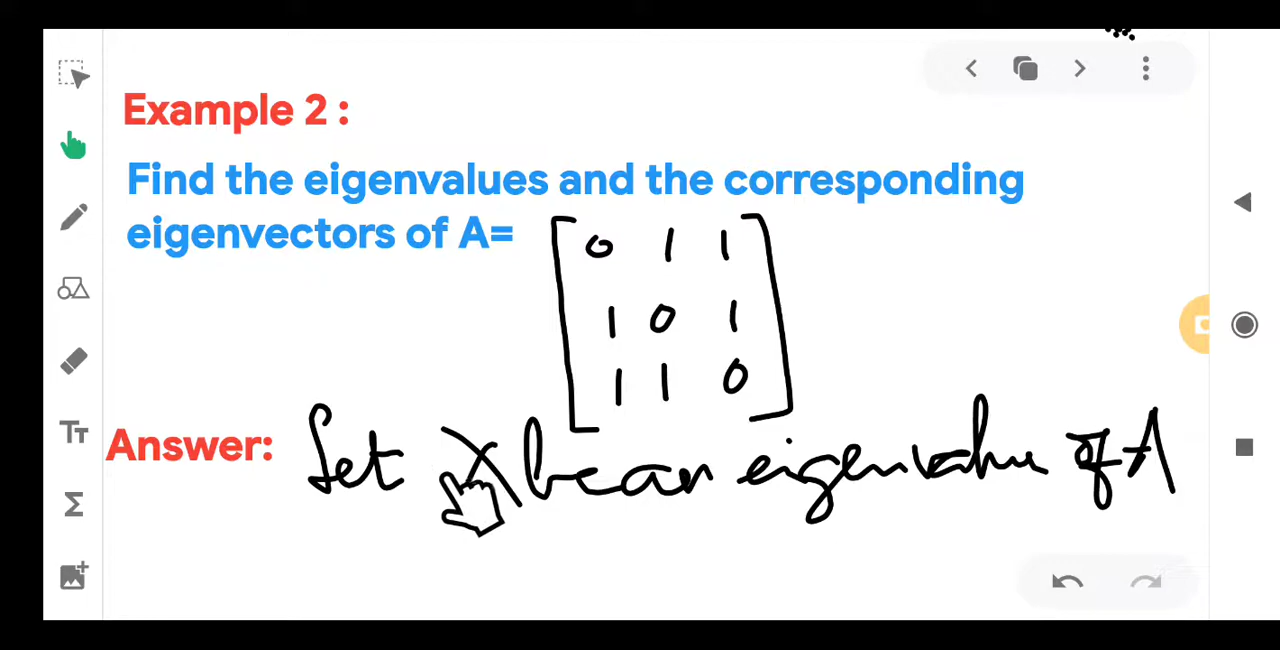 Example 2 :
Find the eigenvalues and the corresponding
eigenvectors of A=
0 1 1
1 0 1
1 1 0
Answer: Let λ be an eigenvalue of A
Tт
Σ